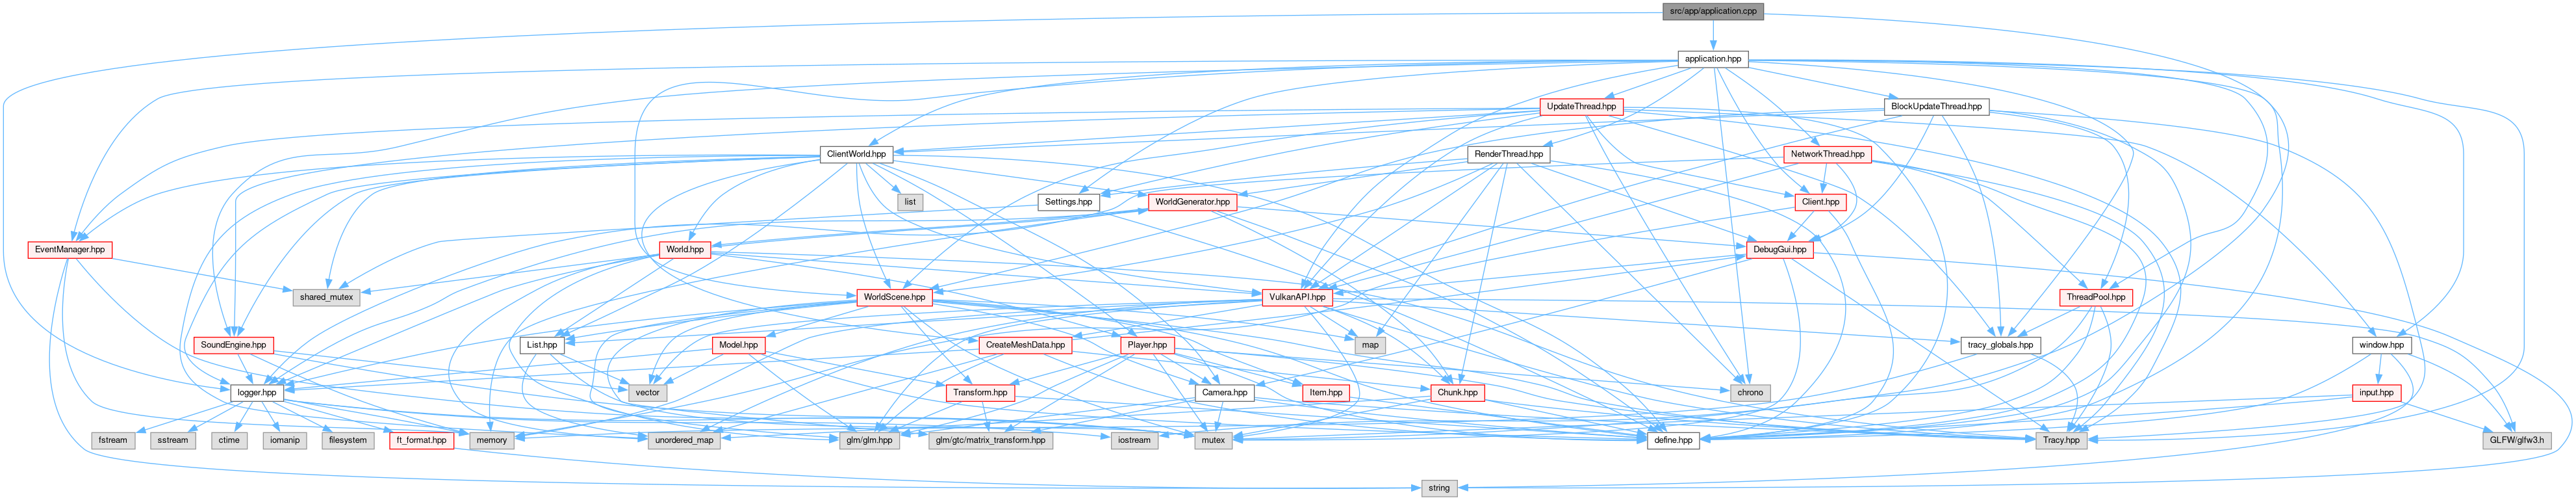 src/app/application.cpp
application.hpp
UpdateThread.hpp
BlockUpdateThread.hpp
ClientWorld.hpp
RenderThread.hpp
NetworkThread.hpp
list
Settings.hpp
WorldGenerator.hpp
Client.hpp
EventManager.hpp
World.hpp
DebugGui.hpp
shared_mutex
WorldScene.hpp
VulkanAPI.hpp
ThreadPool.hpp
SoundEngine.hpp
List.hpp
Model.hpp
CreateMeshData.hpp
Player.hpp
map
tracy_globals.hpp
window.hpp
logger.hpp
vector
Transform.hpp
Camera.hpp
Item.hpp
Chunk.hpp
chrono
input.hpp
fstream
sstream
ctime
iomanip
filesystem
ft_format.hpp
memory
unordered_map
glm/glm.hpp
glm/gtc/matrix_transform.hpp
iostream
mutex
define.hpp
Tracy.hpp
GLFW/glfw3.h
string